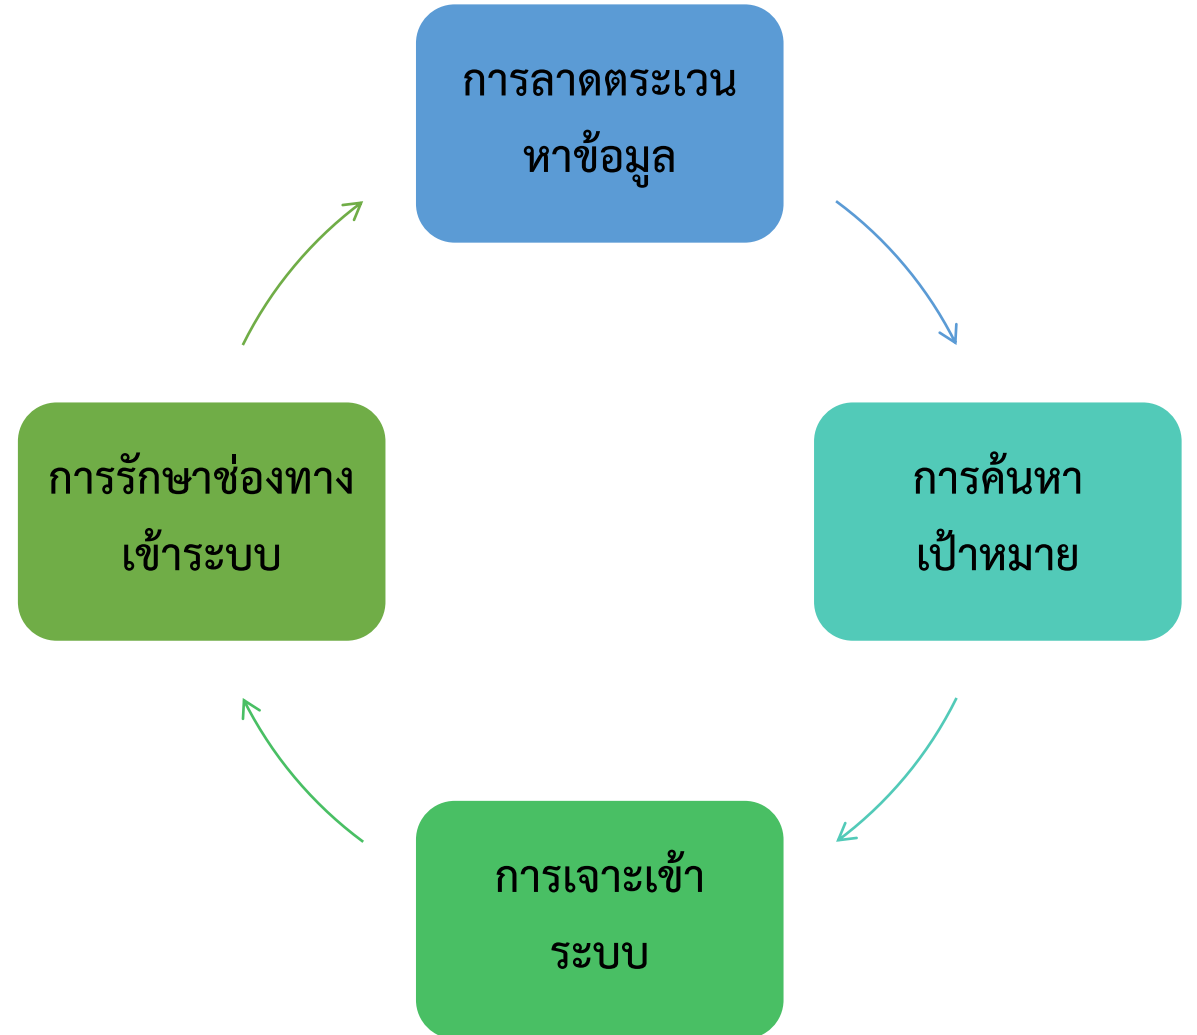 การลาดตระเวน
หาข้อมูล
การค้นหา
เป้าหมาย
การเจาะเข้า
ระบบ
การรักษาช่องทาง
เข้าระบบ